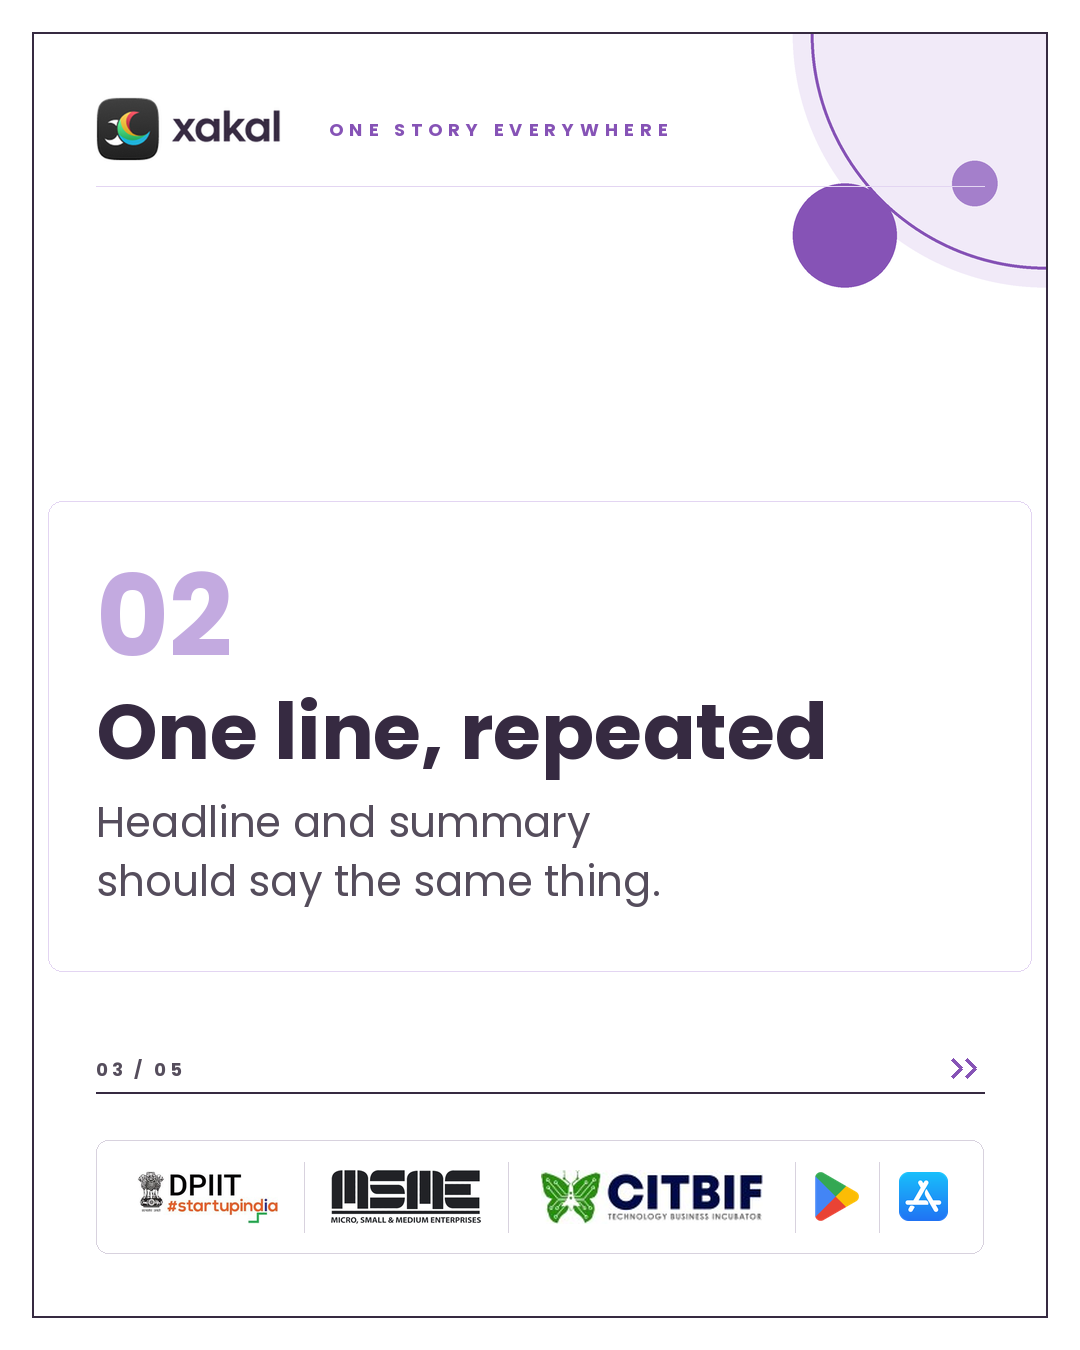 xakal
ONE STORY EVERYWHERE
02
One line, repeated
Headline and summary
should say the same thing.
03 / 05
DPIIT
#startupindia
MSME
MICRO, SMALL & MEDIUM ENTERPRISES
CITBIF
TECHNOLOGY BUSINESS INCUBATOR